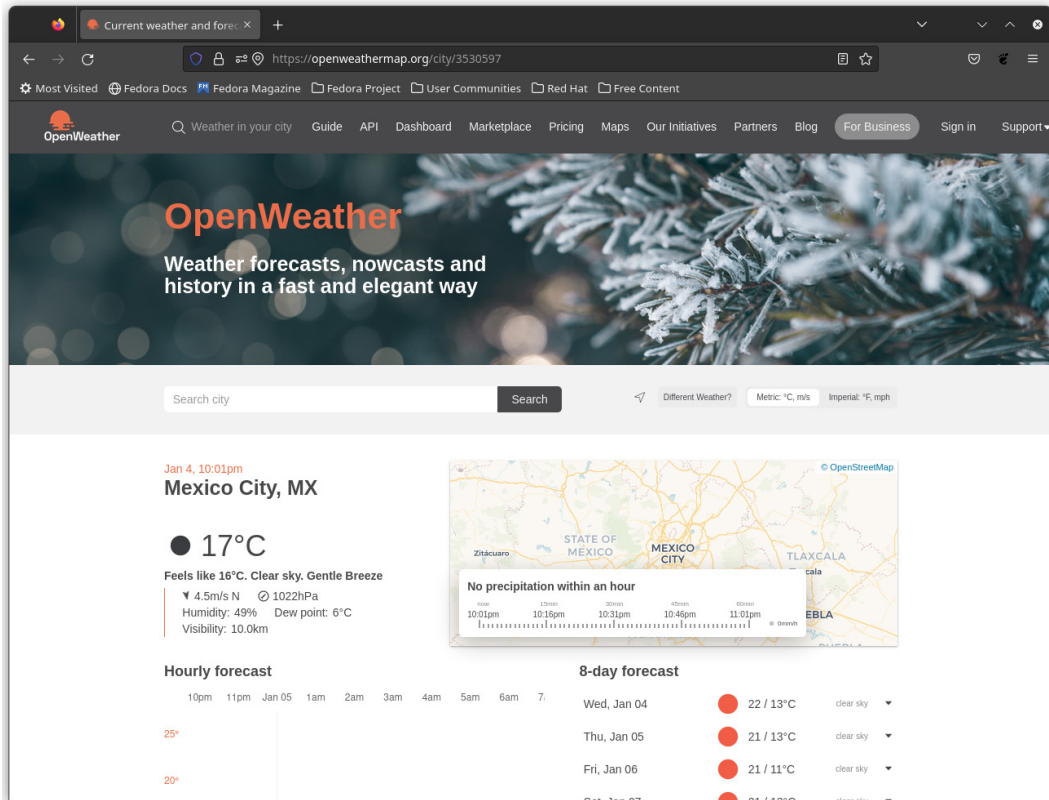 Current weather and forec
https://openweathermap.org/city/3530597
Most Visited Fedora Docs Fedora Magazine Fedora Project User Communities Red Hat Free Content
OpenWeather
Weather in your city Guide API Dashboard Marketplace Pricing Maps Our Initiatives Partners Blog For Business Sign in Support
OpenWeather
Weather forecasts, nowcasts and
history in a fast and elegant way
Search city Search Different Weather? Metric: °C, m/s Imperial: °F, mph
Jan 4, 10:01pm
Mexico City, MX
17°C
Feels like 16°C. Clear sky. Gentle Breeze
4.5m/s N 1022hPa
Humidity: 49% Dew point: 6°C
Visibility: 10.0km
© OpenStreetMap
STATE OF
MÉXICO
Zitácuaro
MEXICO
CITY
TLAXCALA
cala
EBLA
No precipitation within an hour
now 15min 30min 45min 60min
10:01pm 10:16pm 10:31pm 10:46pm 11:01pm
0mm/h
Hourly forecast
10pm 11pm Jan 05 1am 2am 3am 4am 5am 6am
25°
20°
8-day forecast
Wed, Jan 04 22 / 13°C clear sky
Thu, Jan 05 21 / 13°C clear sky
Fri, Jan 06 21 / 11°C clear sky